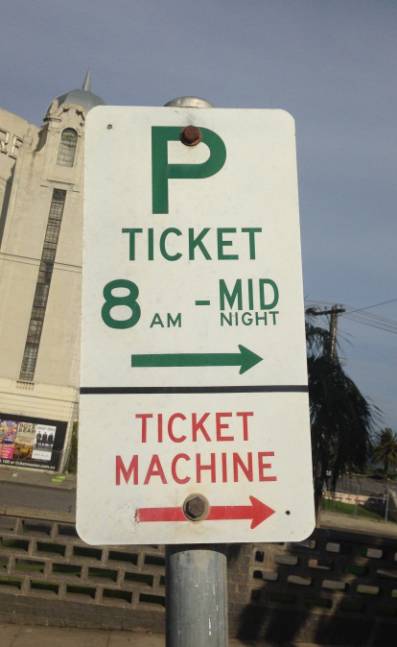 P
TICKET
8 AM - MID
NIGHT
TICKET
MACHINE